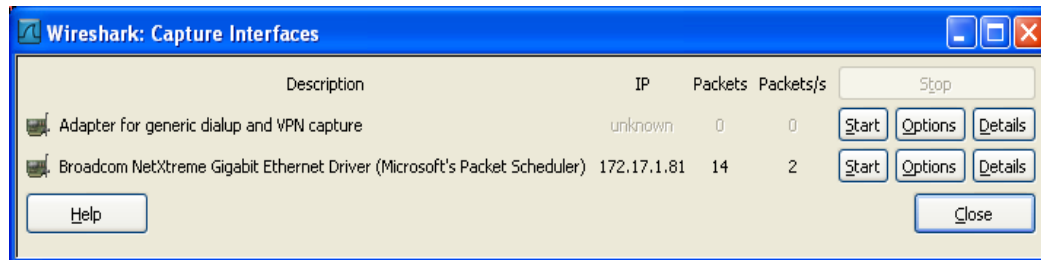 Wireshark: Capture Interfaces
Description IP Packets Packets/s Stop
Adapter for generic dialup and VPN capture unknown 0 0 Start Options Details
Broadcom NetXtreme Gigabit Ethernet Driver (Microsoft's Packet Scheduler) 172.17.1.81 14 2 Start Options Details
Help Close